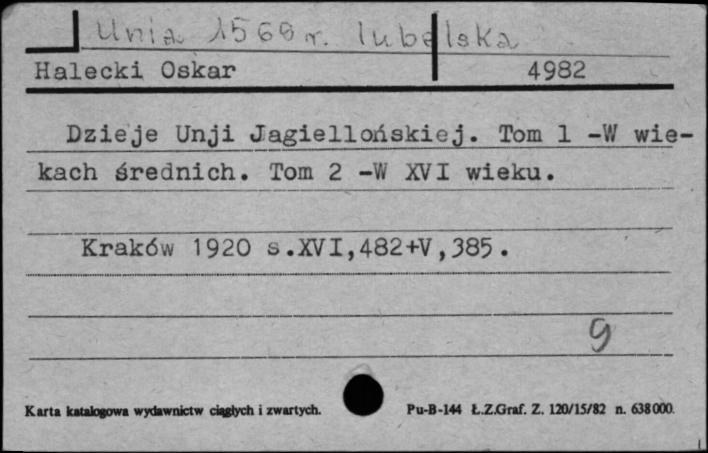 Unia 1569 r. lubelska
Halecki Oskar 4982
Dzieje Unji Jagiellońskiej. Tom 1 -W wie-
kach średnich. Tom 2 -W XVI wieku.
Kraków 1920 s.XVI,482+V,385.
9
Karta katalogowa wydawnictw ciągłych i zwartych. Pu-B-144 Ł.Z.Graf. Z. 120/15/82 n. 638000.